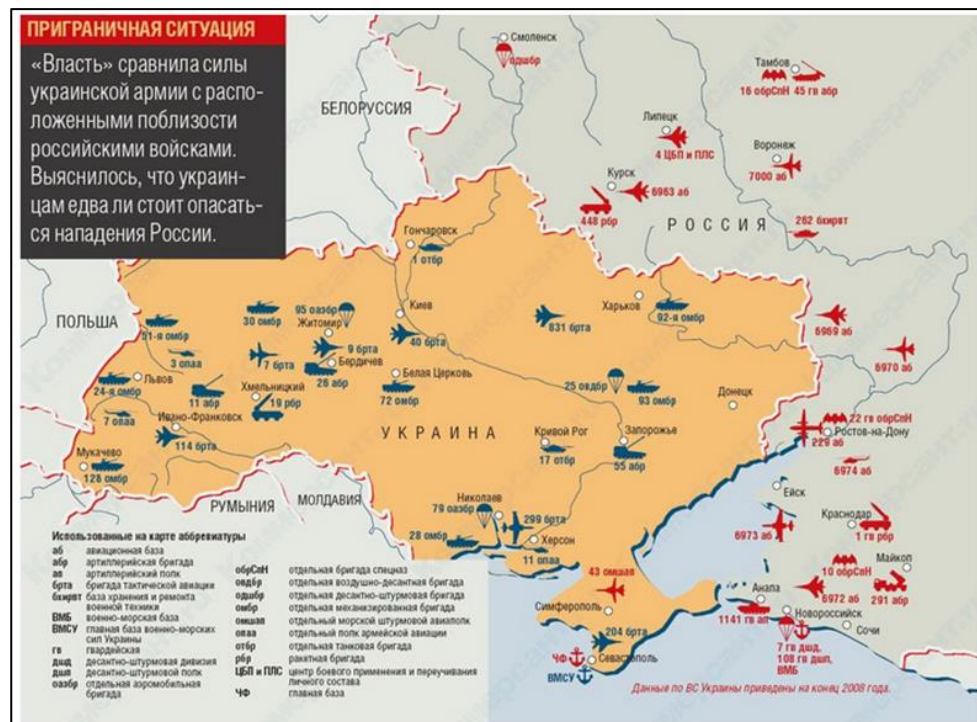 ПРИГРАНИЧНАЯ СИТУАЦИЯ
«Власть» сравнила силы
украинской армии с распо-
ложенными поблизости
российскими войсками.
Выяснилось, что украин-
цам едва ли стоит опасать-
ся нападения России.
Смоленск
одшбр
БЕЛОРУССИЯ
Тамбов
16 обрСпН 45 гв абр
Липецк
4 ЦБП и ПЛС
Воронеж
7000 аб
Курск
6963 аб
448 рбр
РОССИЯ
262 бхирвт
Гончаровск
1 отбр
ПОЛЬША
51-я омбр
30 омбр
95 оазбр
Житомир
Киев
40 брта
831 брта
Харьков
92-я омбр
6969 аб
6970 аб
3 опаа
7 брта
9 брта
Бердичев
26 абр
Белая Церковь
72 омбр
Львов
24-я омбр
11 абр
Хмельницкий
19 рбр
25 овдбр
93 омбр
Донецк
7 опаа
Ивано-Франковск
114 брта
УКРАИНА
Кривой Рог
17 отбр
Запорожье
55 абр
22 гв обрСпН
Ростов-на-Дону
229 аб
6974 аб
Мукачево
128 омбр
РУМЫНИЯ
МОЛДАВИЯ
Николаев
79 оазбр
299 брта
Херсон
28 омбр
11 опаа
Ейск
6973 аб
Краснодар
1 гв рбр
Майкоп
10 обрСпН
291 абр
43 омшап
Симферополь
204 брта
Севастополь
ЧФ
ВМСУ
Анапа
1141 гв ап
6972 аб
Новороссийск
Сочи
7 гв дшд,
108 гв дшп,
ВМБ
Использованные на карте аббревиатуры
аб авиационная база
абр артиллерийская бригада
ап артиллерийский полк
брта бригада тактической авиации
бхирвт база хранения и ремонта
военной техники
ВМБ военно-морская база
ВМСУ главная база военно-морских
сил Украины
гв гвардейская
дшд десантно-штурмовая дивизия
дшп десантно-штурмовой полк
оазбр отдельная аэромобильная
бригада
обрСпН отдельная бригада спецназ
овдбр отдельная воздушно-десантная бригада
одшбр отдельная десантно-штурмовая бригада
омбр отдельная механизированная бригада
омшап отдельный морской штурмовой авиаполк
опаа отдельный полк армейской авиации
отбр отдельная танковая бригада
рбр ракетная бригада
ЦБП и ПЛС центр боевого применения и переучивания
личного состава
ЧФ главная база
Данные по ВС Украины приведены на конец 2008 года.